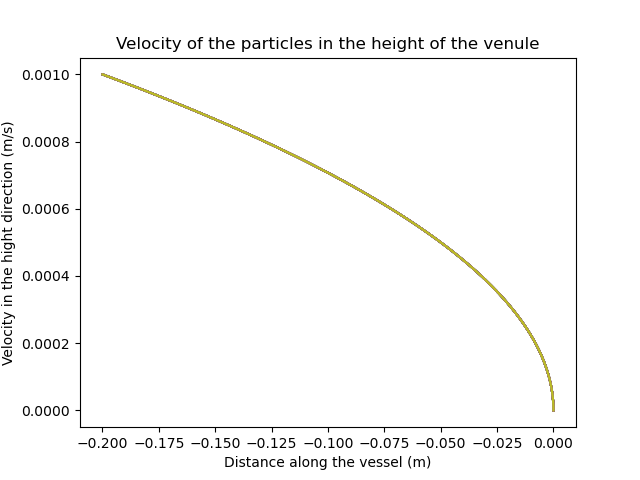 Velocity of the particles in the height of the venule
Velocity in the hight direction (m/s)
0.0010
0.0008
0.0006
0.0004
0.0002
0.0000
−0.200 −0.175 −0.150 −0.125 −0.100 −0.075 −0.050 −0.025 0.000
Distance along the vessel (m)